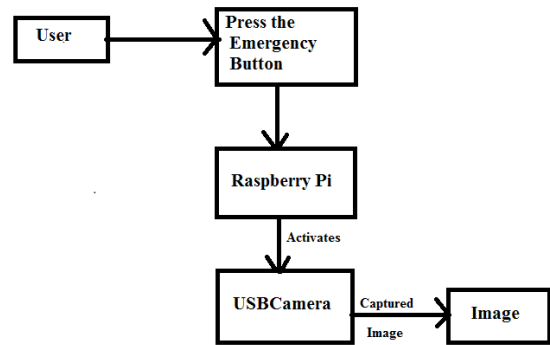 User
Press the
Emergency
Button
Raspberry Pi
Activates
USBCamera
Captured
Image
Image